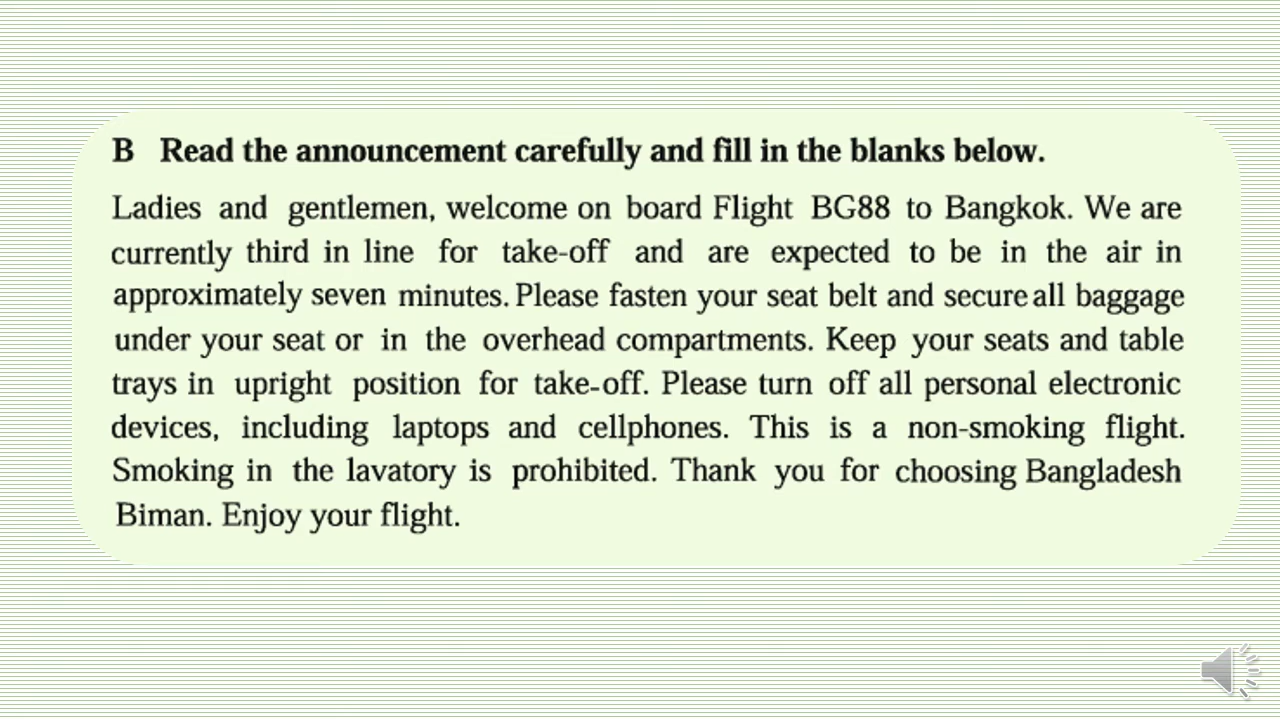 B Read the announcement carefully and fill in the blanks below.
Ladies and gentlemen, welcome on board Flight BG88 to Bangkok. We are
currently third in line for take-off and are expected to be in the air in
approximately seven minutes. Please fasten your seat belt and secure all baggage
under your seat or in the overhead compartments. Keep your seats and table
trays in upright position for take-off. Please turn off all personal electronic
devices, including laptops and cellphones. This is a non-smoking flight.
Smoking in the lavatory is prohibited. Thank you for choosing Bangladesh
Biman. Enjoy your flight.